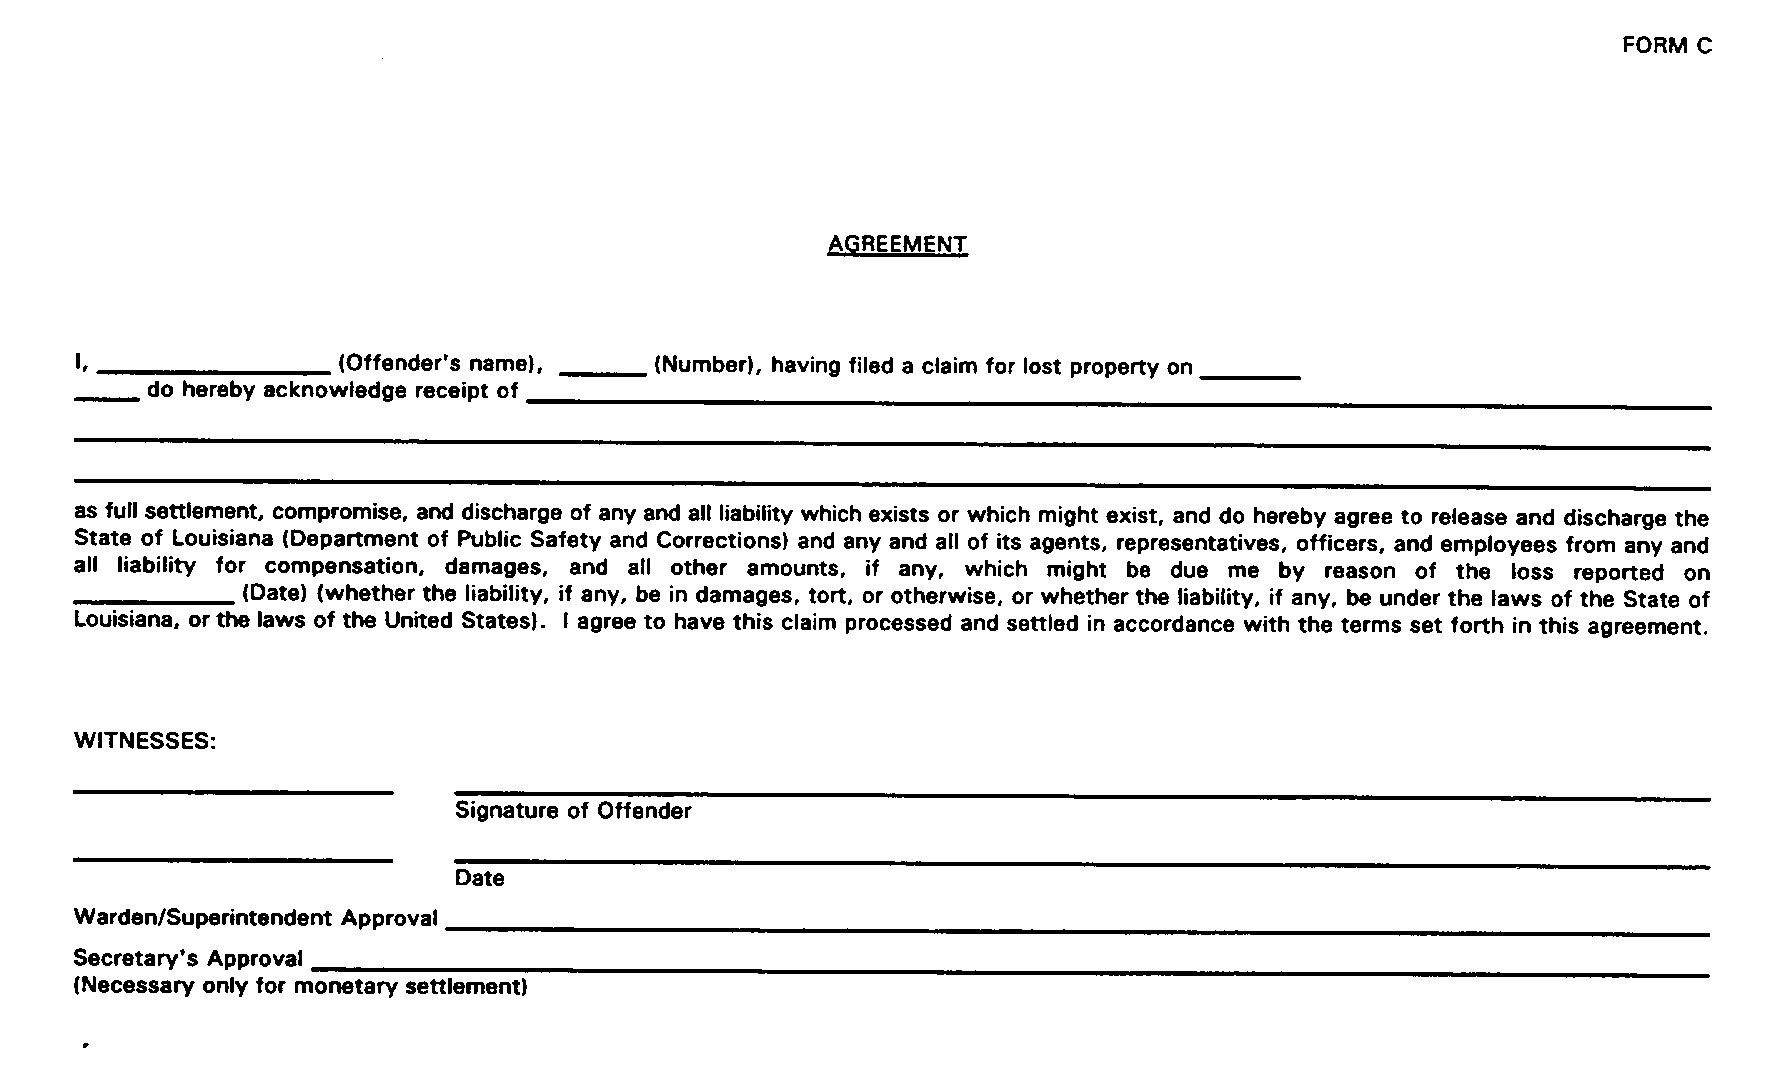 FORM C
AGREEMENT
I, ____________ (Offender's name), _____ (Number), having filed a claim for lost property on ______
____ do hereby acknowledge receipt of ____________________
as full settlement, compromise, and discharge of any and all liability which exists or which might exist, and do hereby agree to release and discharge the
State of Louisiana (Department of Public Safety and Corrections) and any and all of its agents, representatives, officers, and employees from any and
all liability for compensation, damages, and all other amounts, if any, which might be due me by reason of the loss reported on
__________ (Date) (whether the liability, if any, be in damages, tort, or otherwise, or whether the liability, if any, be under the laws of the State of
Louisiana, or the laws of the United States). I agree to have this claim processed and settled in accordance with the terms set forth in this agreement.
WITNESSES:
Signature of Offender
Date
Warden/Superintendent Approval ____________________
Secretary's Approval ____________________
(Necessary only for monetary settlement)